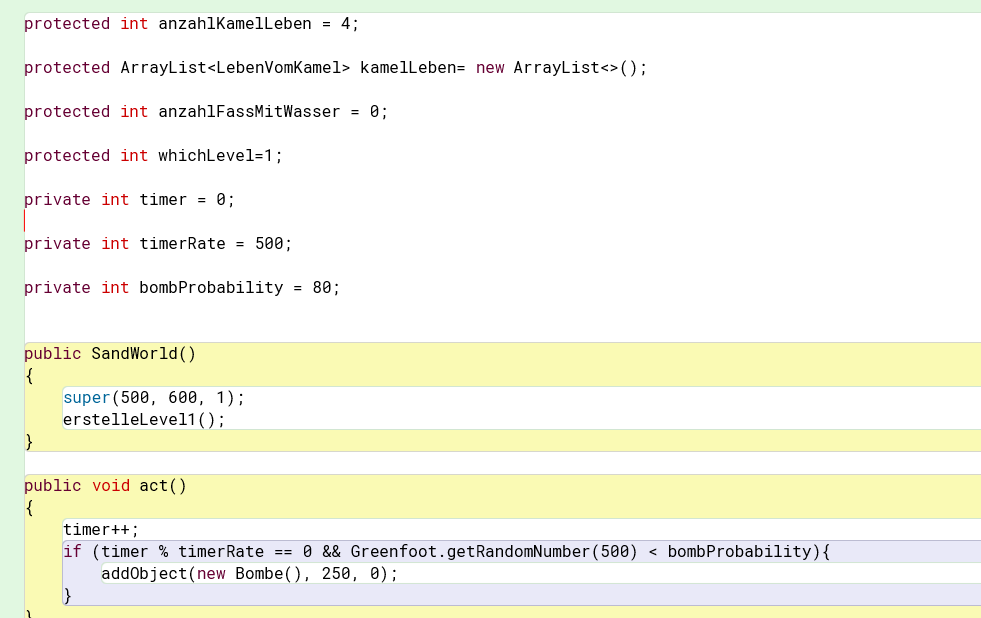 protected int anzahlKamelLeben = 4;
protected ArrayList<LebenVomKamel> kamelLeben= new ArrayList<>();
protected int anzahlFassMitWasser = 0;
protected int whichLevel=1;
private int timer = 0;
private int timerRate = 500;
private int bombProbability = 80;
public SandWorld()
{
super(500, 600, 1);
erstelleLevel1();
}
public void act()
{
timer++;
if (timer % timerRate == 0 && Greenfoot.getRandomNumber(500) < bombProbability){
addObject(new Bombe(), 250, 0);
}
}